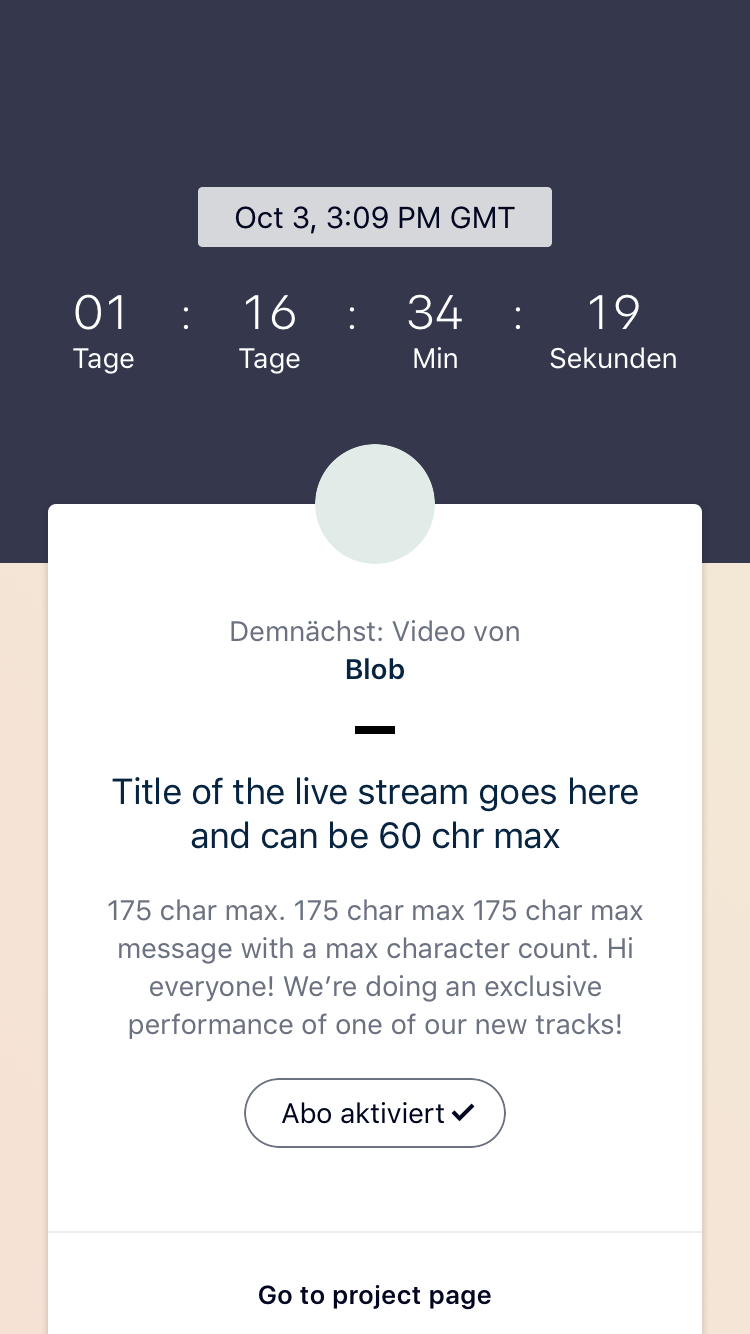 Oct 3, 3:09 PM GMT
01 : 16 : 34 : 19
Tage Tage Min Sekunden
Demnächst: Video von
Blob
Title of the live stream goes here
and can be 60 chr max
175 char max. 175 char max 175 char max
message with a max character count. Hi
everyone! We’re doing an exclusive
performance of one of our new tracks!
Abo aktiviert
Go to project page